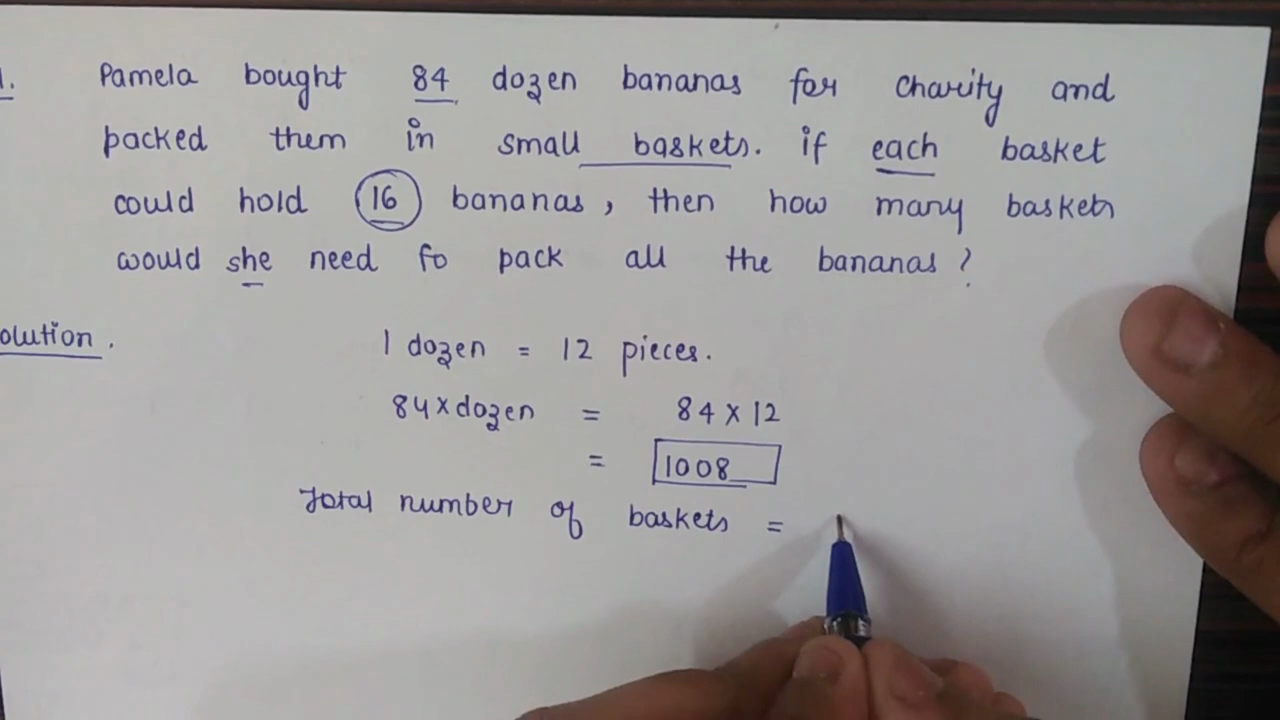 1. Pamela bought 84 dozen bananas for charity and
packed them in small baskets. if each basket
could hold 16 bananas, then how many baskets
would she need to pack all the bananas?
olution.
1 dozen = 12 pieces.
84 x dozen = 84 x 12
= 1008
Total number of baskets =